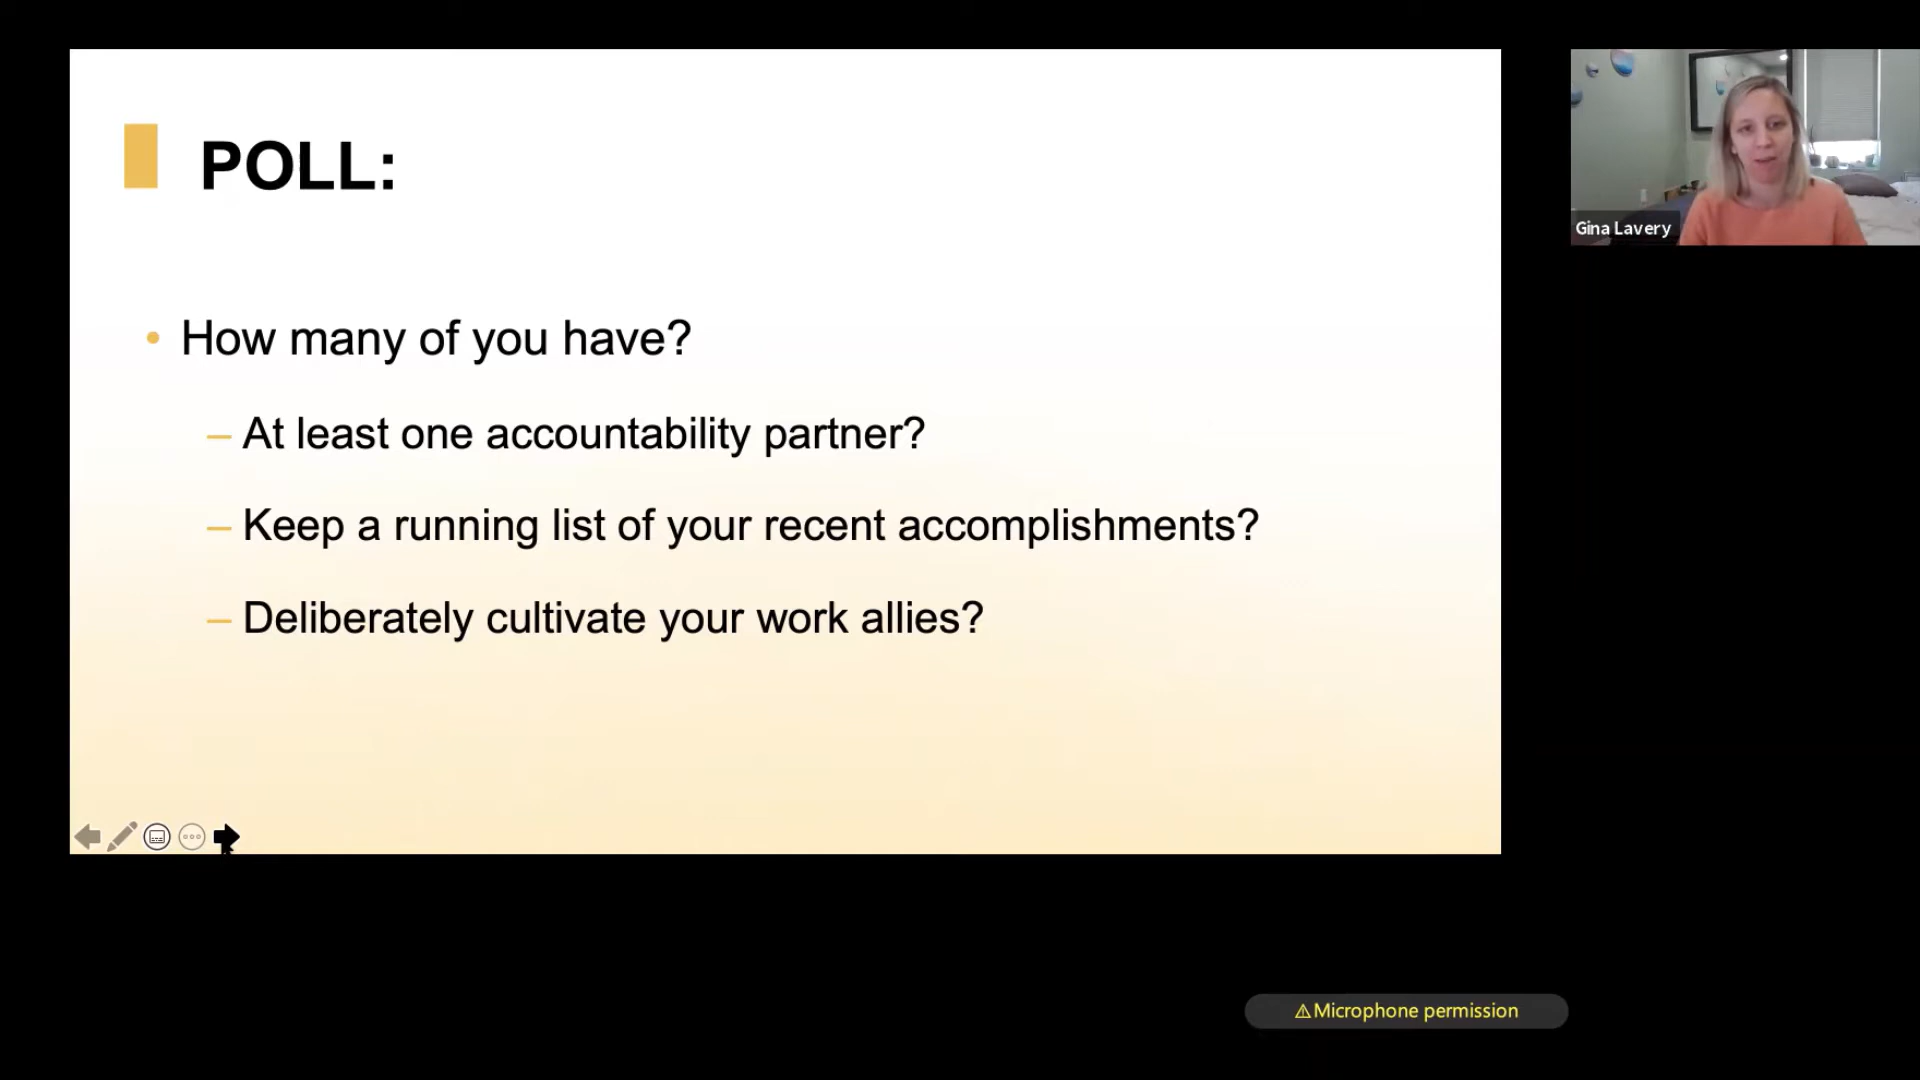 POLL:
• How many of you have?
– At least one accountability partner?
– Keep a running list of your recent accomplishments?
– Deliberately cultivate your work allies?
Gina Lavery
⚠Microphone permission